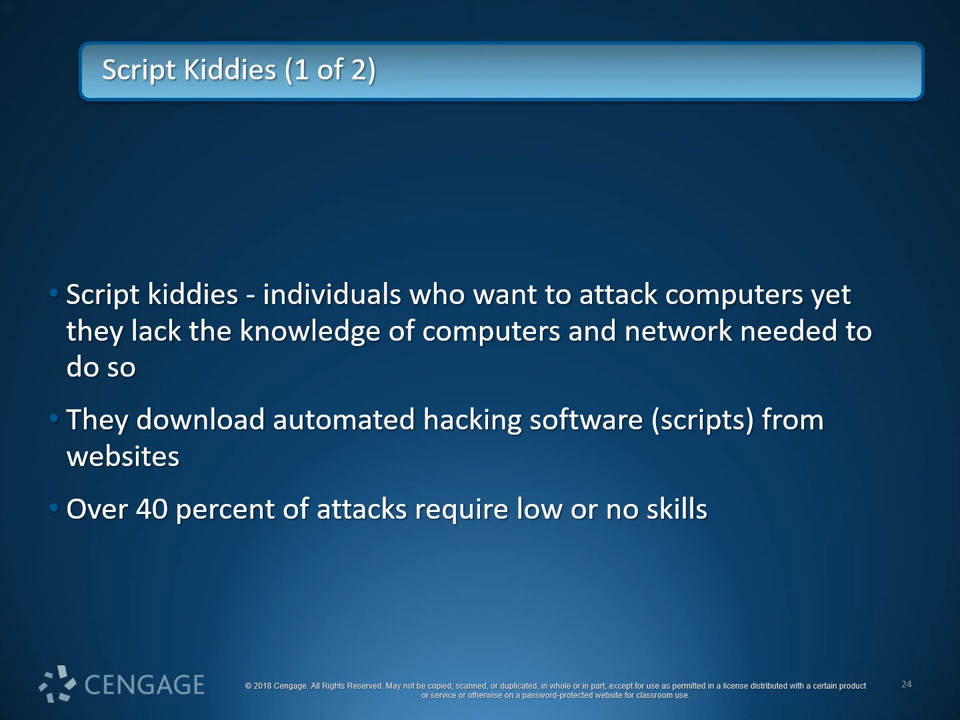 Script Kiddies (1 of 2)
• Script kiddies - individuals who want to attack computers yet
they lack the knowledge of computers and network needed to
do so
• They download automated hacking software (scripts) from
websites
• Over 40 percent of attacks require low or no skills
CENGAGE
© 2018 Cengage. All Rights Reserved. May not be copied, scanned, or duplicated, in whole or in part, except for use as permitted in a license distributed with a certain product
or service or otherwise on a password-protected website for classroom use.
24